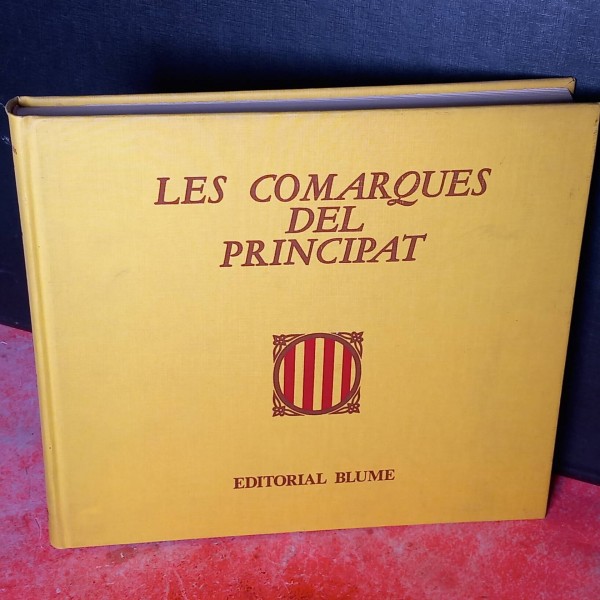 LES COMARQUES
DEL
PRINCIPAT
EDITORIAL BLUME